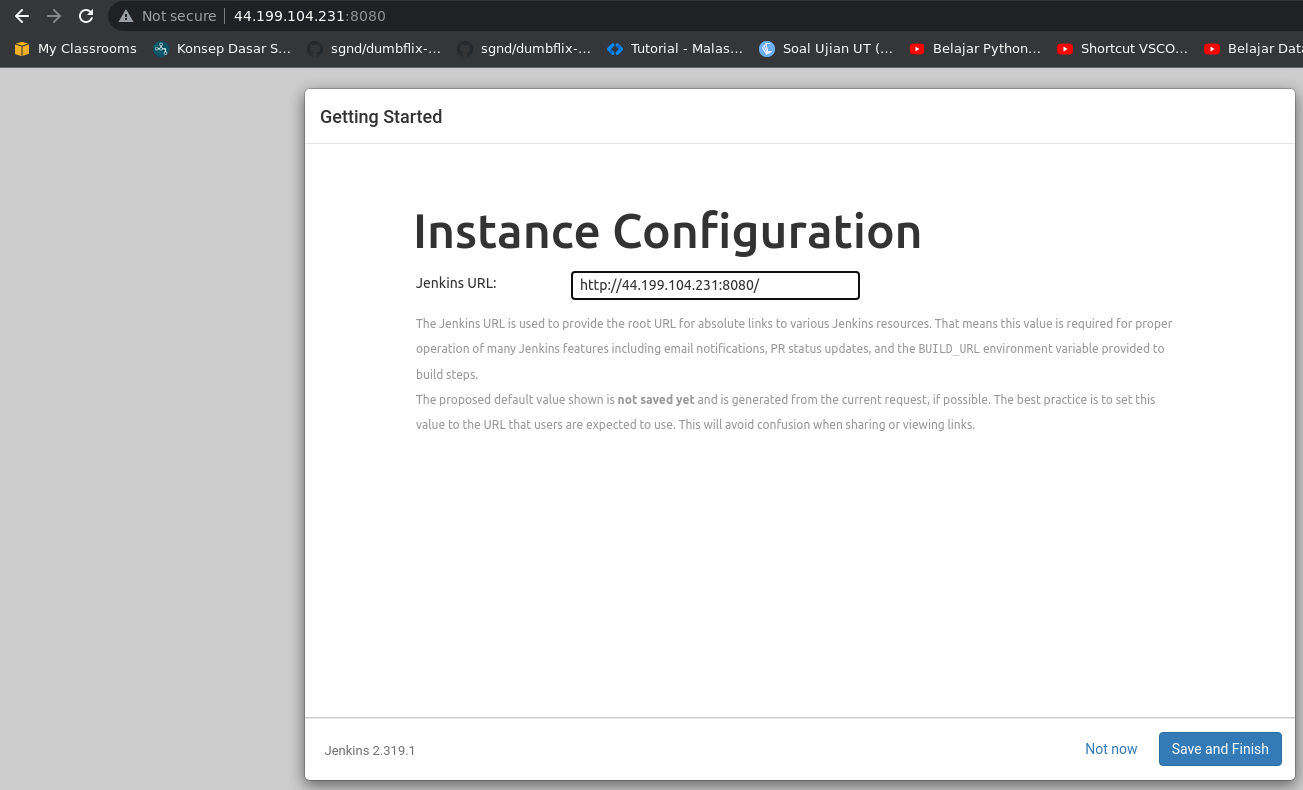 Not secure | 44.199.104.231:8080
My Classrooms Konsep Dasar S... sgnd/dumbflix-... sgnd/dumbflix-... Tutorial - Malas... Soal Ujian UT (... Belajar Python... Shortcut VSCO... Belajar Data
Getting Started
Instance Configuration
Jenkins URL: http://44.199.104.231:8080/
The Jenkins URL is used to provide the root URL for absolute links to various Jenkins resources. That means this value is required for proper
operation of many Jenkins features including email notifications, PR status updates, and the BUILD_URL environment variable provided to
build steps.
The proposed default value shown is not saved yet and is generated from the current request, if possible. The best practice is to set this
value to the URL that users are expected to use. This will avoid confusion when sharing or viewing links.
Jenkins 2.319.1 Not now Save and Finish